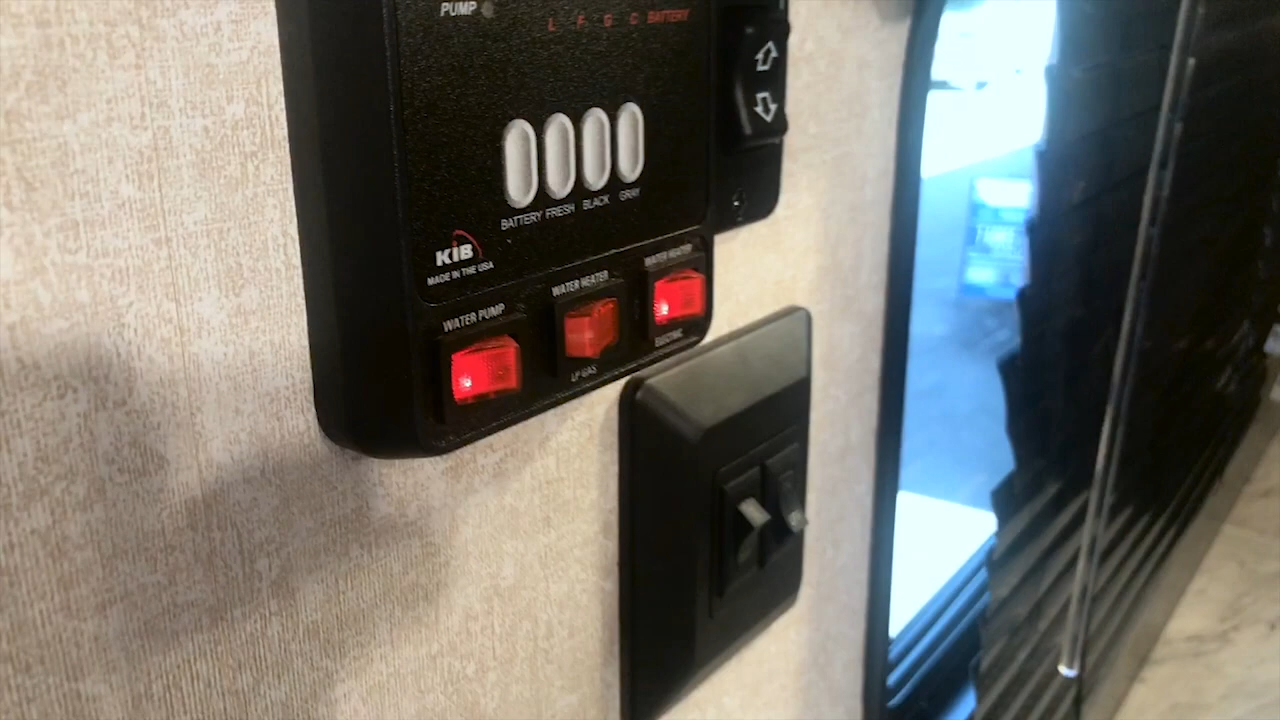 PUMP
L F G C BATTERY
BATTERY FRESH BLACK GRAY
KIB
MADE IN THE USA
WATER PUMP
WATER HEATER
LP GAS
WATER HEATER
ELECTRIC